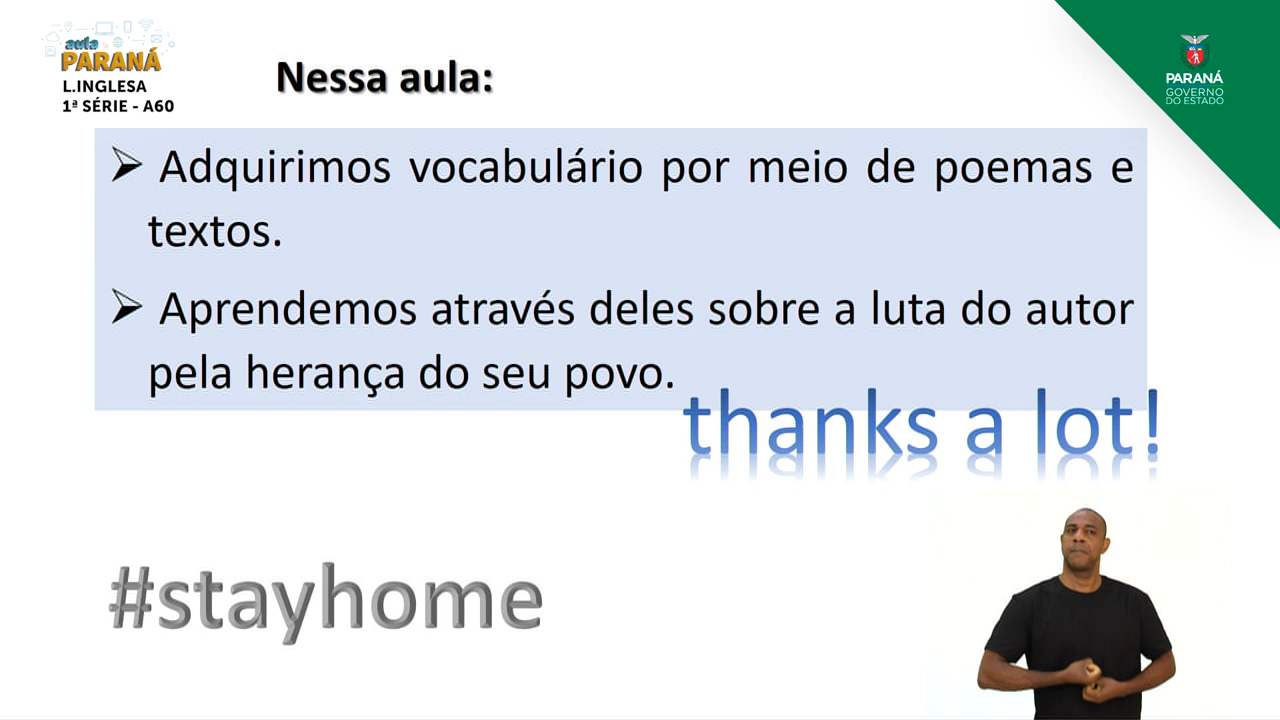 aula
PARANÁ
L.INGLESA
1ª SÉRIE - A60
Nessa aula:
PARANÁ
GOVERNO
DO ESTADO
➢ Adquirimos vocabulário por meio de poemas e
textos.
➢ Aprendemos através deles sobre a luta do autor
pela herança do seu povo.
thanks a lot!
#stayhome